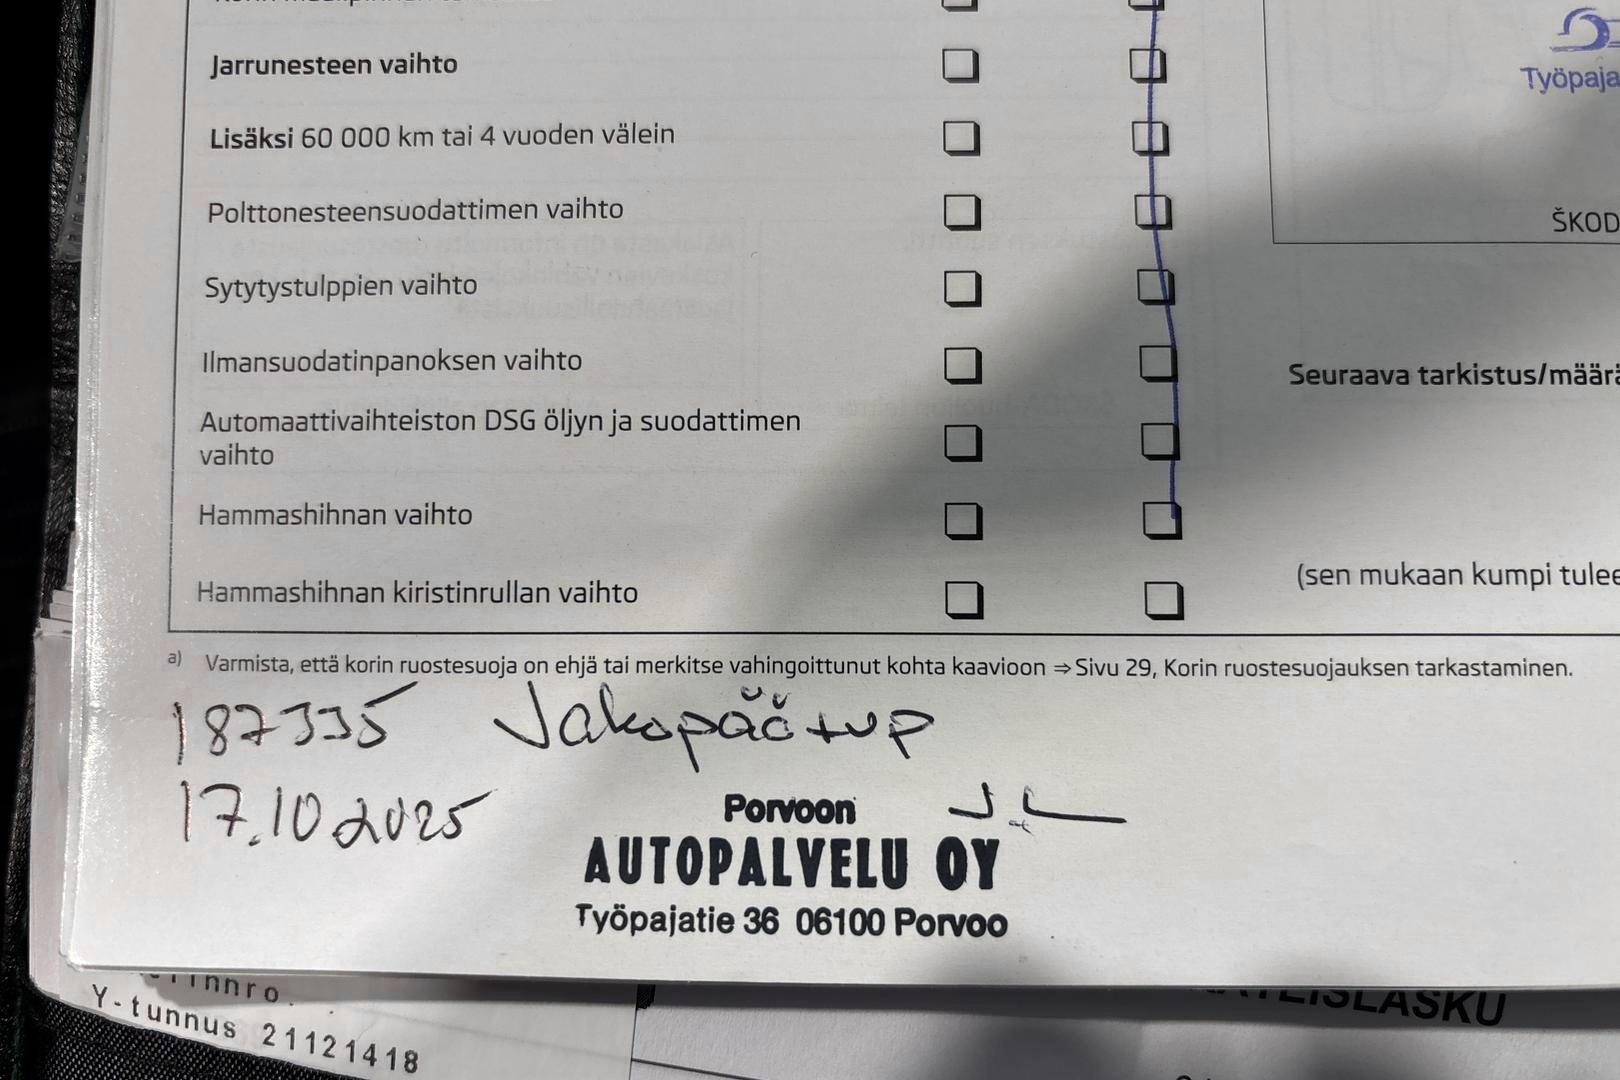 Jarrunesteen vaihto
Lisäksi 60 000 km tai 4 vuoden välein
Polttonesteensuodattimen vaihto
Sytytystulppien vaihto
Ilmansuodatinpanoksen vaihto
Automaattivaihteiston DSG öljyn ja suodattimen
vaihto
Hammashihnan vaihto
Hammashihnan kiristinrullan vaihto
Työpaja
ŠKOD
Seuraava tarkistus/määrä
(sen mukaan kumpi tulee
a) Varmista, että korin ruostesuoja on ehjä tai merkitse vahingoittunut kohta kaavioon ⇒ Sivu 29, Korin ruostesuojauksen tarkastaminen.
187335 Jakopäätup
17.10.2025
Porvoon
AUTOPALVELU OY
Työpajatie 36 06100 Porvoo
Y-tunnus 21121418